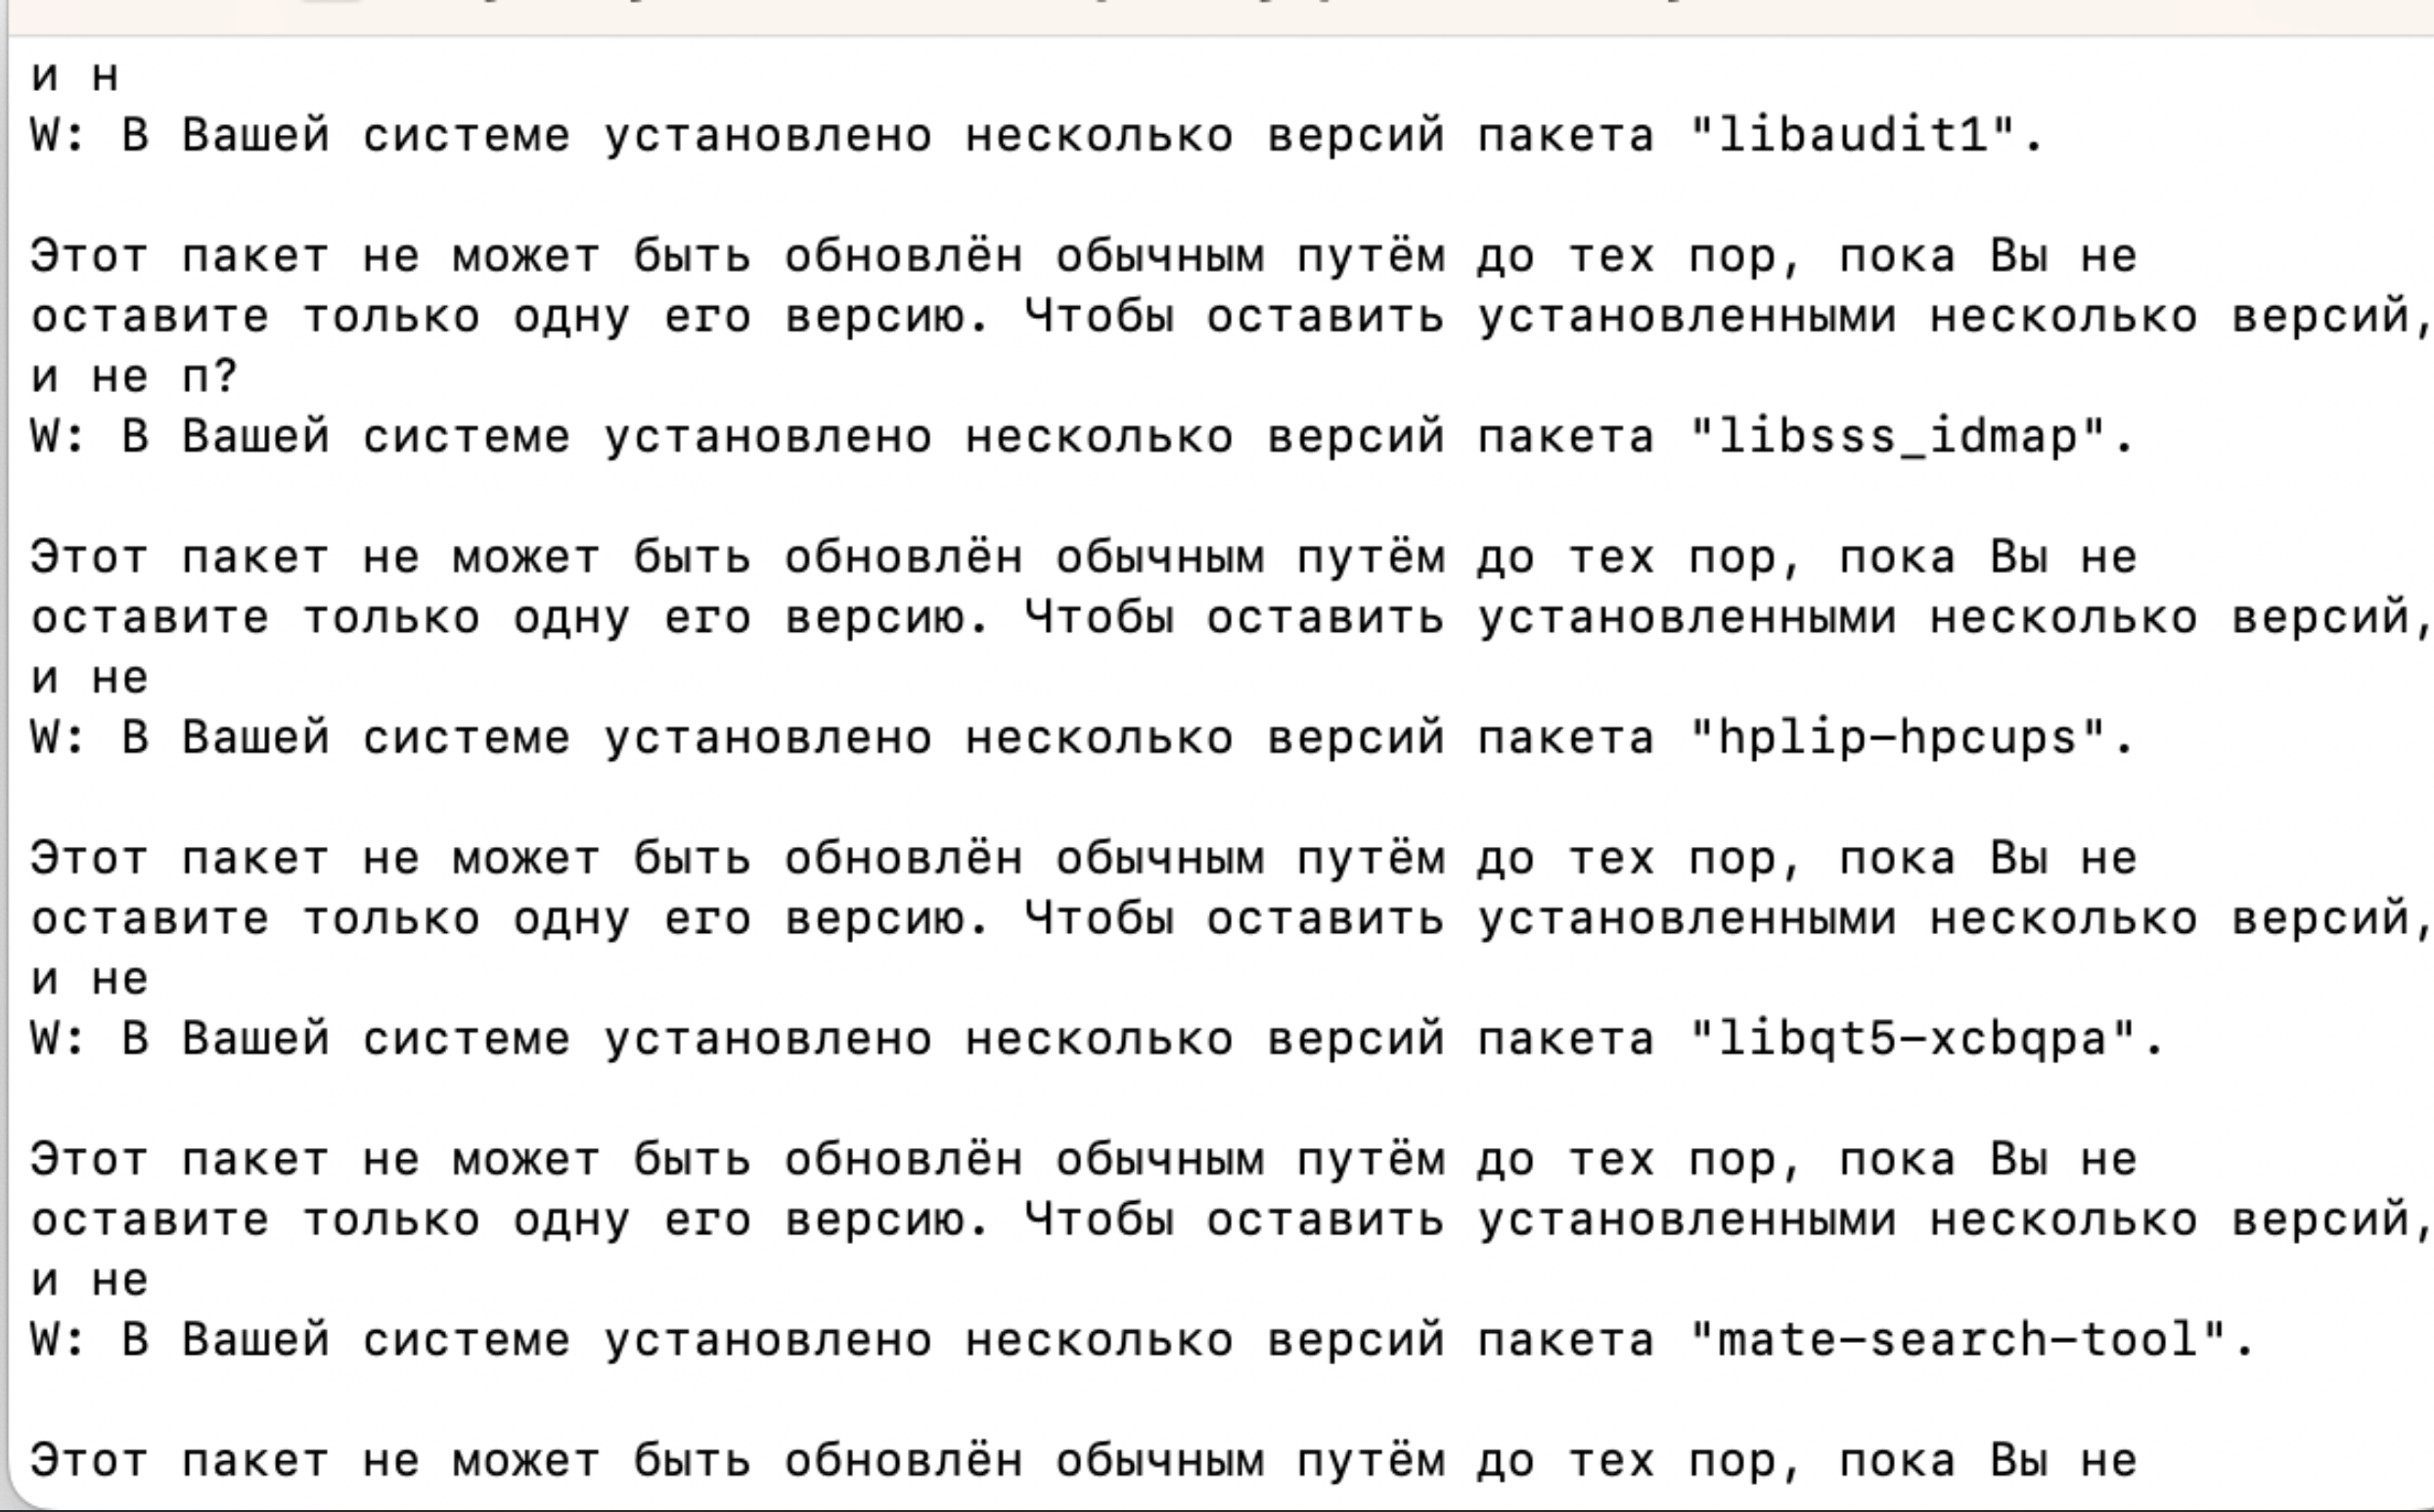 и н
W: В Вашей системе установлено несколько версий пакета "libaudit1".
Этот пакет не может быть обновлён обычным путём до тех пор, пока Вы не
оставите только одну его версию. Чтобы оставить установленными несколько версий,
и не п?
W: В Вашей системе установлено несколько версий пакета "libsss_idmap".
Этот пакет не может быть обновлён обычным путём до тех пор, пока Вы не
оставите только одну его версию. Чтобы оставить установленными несколько версий,
и не
W: В Вашей системе установлено несколько версий пакета "hplip-hpcups".
Этот пакет не может быть обновлён обычным путём до тех пор, пока Вы не
оставите только одну его версию. Чтобы оставить установленными несколько версий,
и не
W: В Вашей системе установлено несколько версий пакета "libqt5-xcbqpa".
Этот пакет не может быть обновлён обычным путём до тех пор, пока Вы не
оставите только одну его версию. Чтобы оставить установленными несколько версий,
и не
W: В Вашей системе установлено несколько версий пакета "mate-search-tool".
Этот пакет не может быть обновлён обычным путём до тех пор, пока Вы не